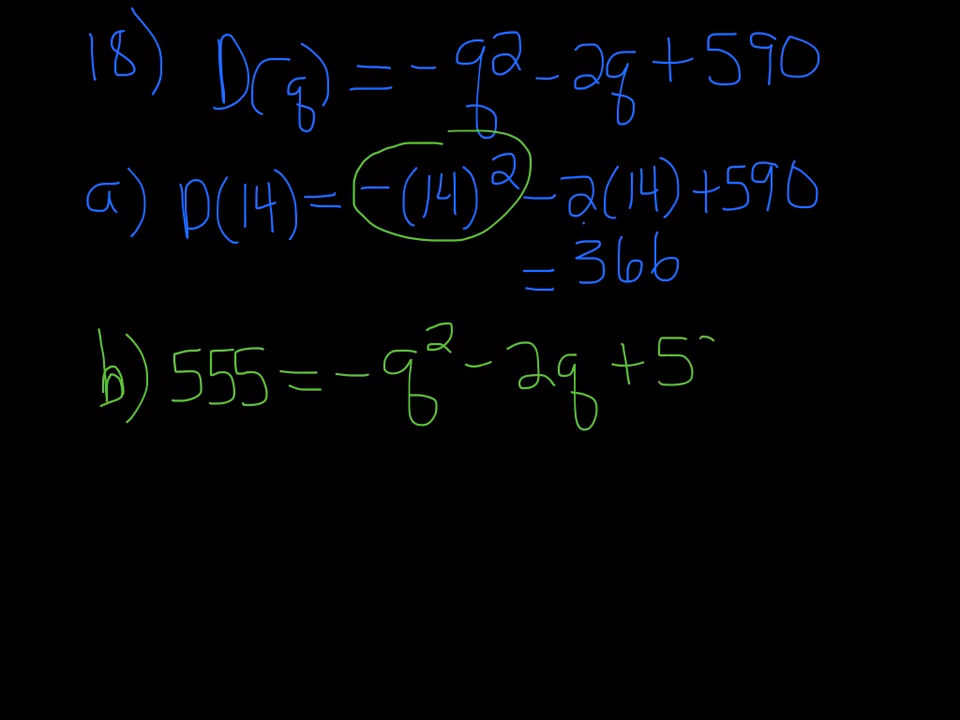 18) D(q) = - q2 - 2q + 590
a) D(14) = -(14)² - 2(14) + 590
= 366
b) 555 = - q² - 2q + 5